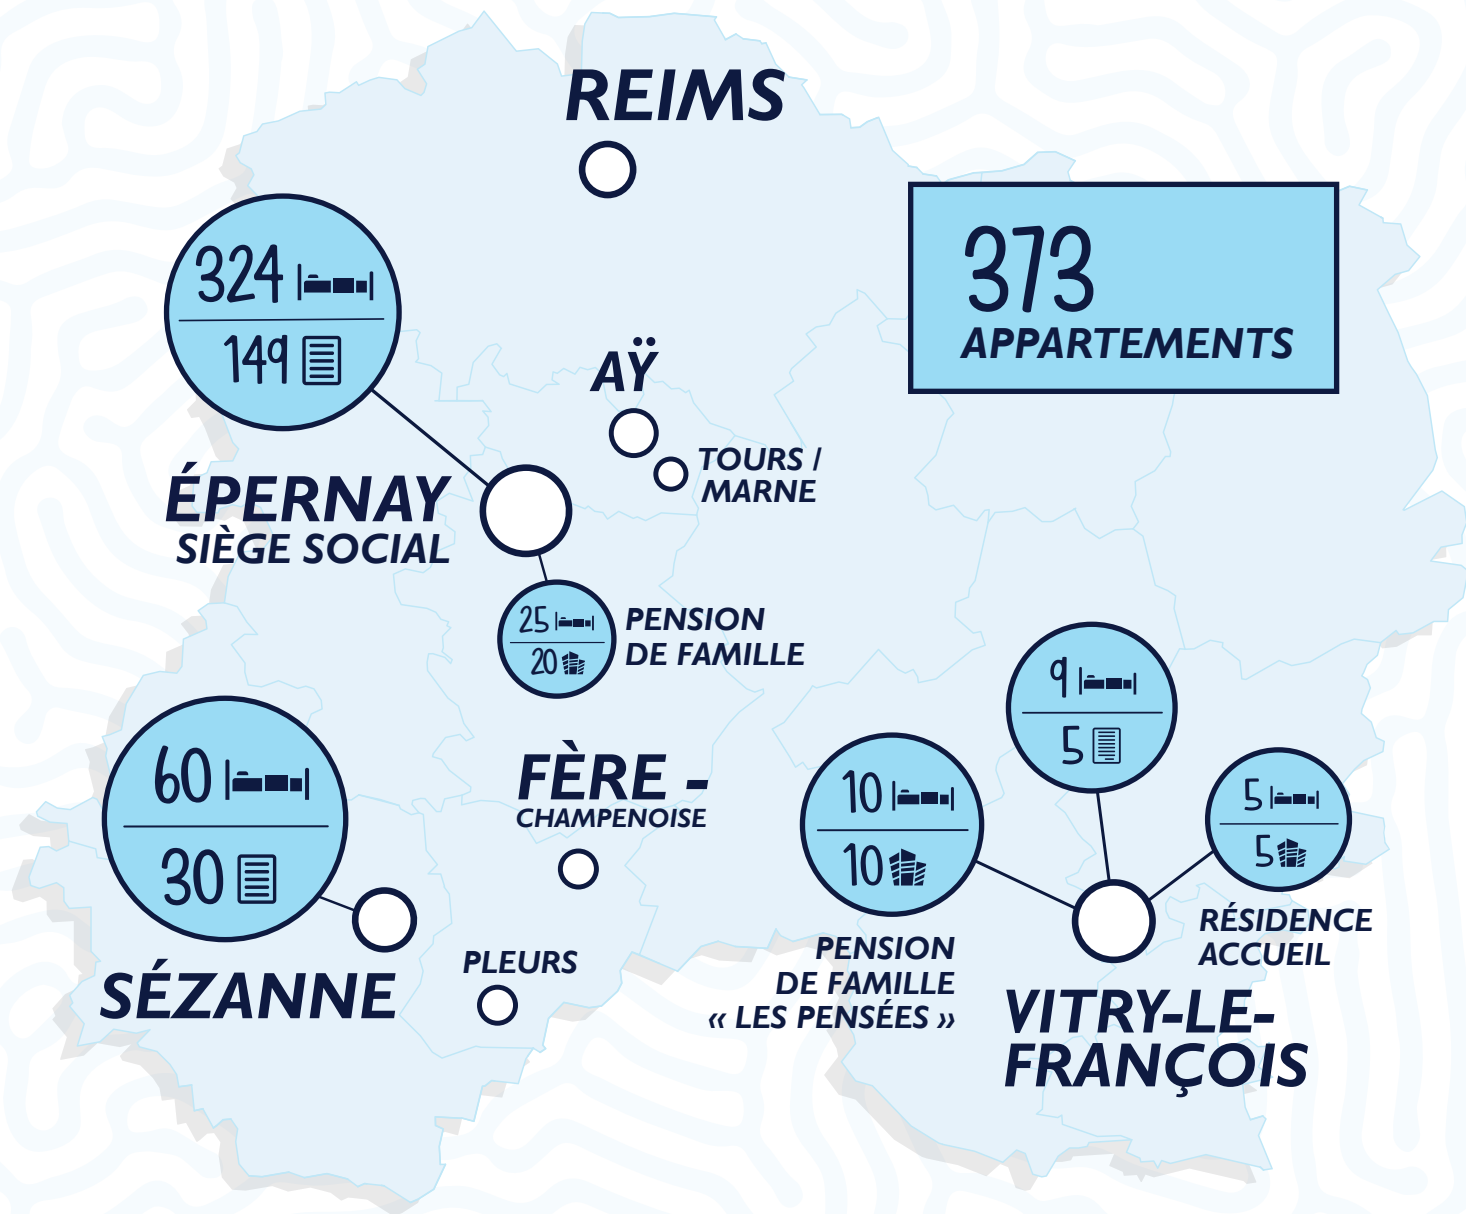 REIMS
373
APPARTEMENTS
324
149
AŸ
TOURS /
MARNE
ÉPERNAY
SIÈGE SOCIAL
25
20
PENSION
DE FAMILLE
60
30
SÉZANNE
FÈRE -
CHAMPENOISE
PLEURS
10
10
PENSION
DE FAMILLE
« LES PENSÉES »
9
5
5
5
RÉSIDENCE
ACCUEIL
VITRY-LE-
FRANÇOIS